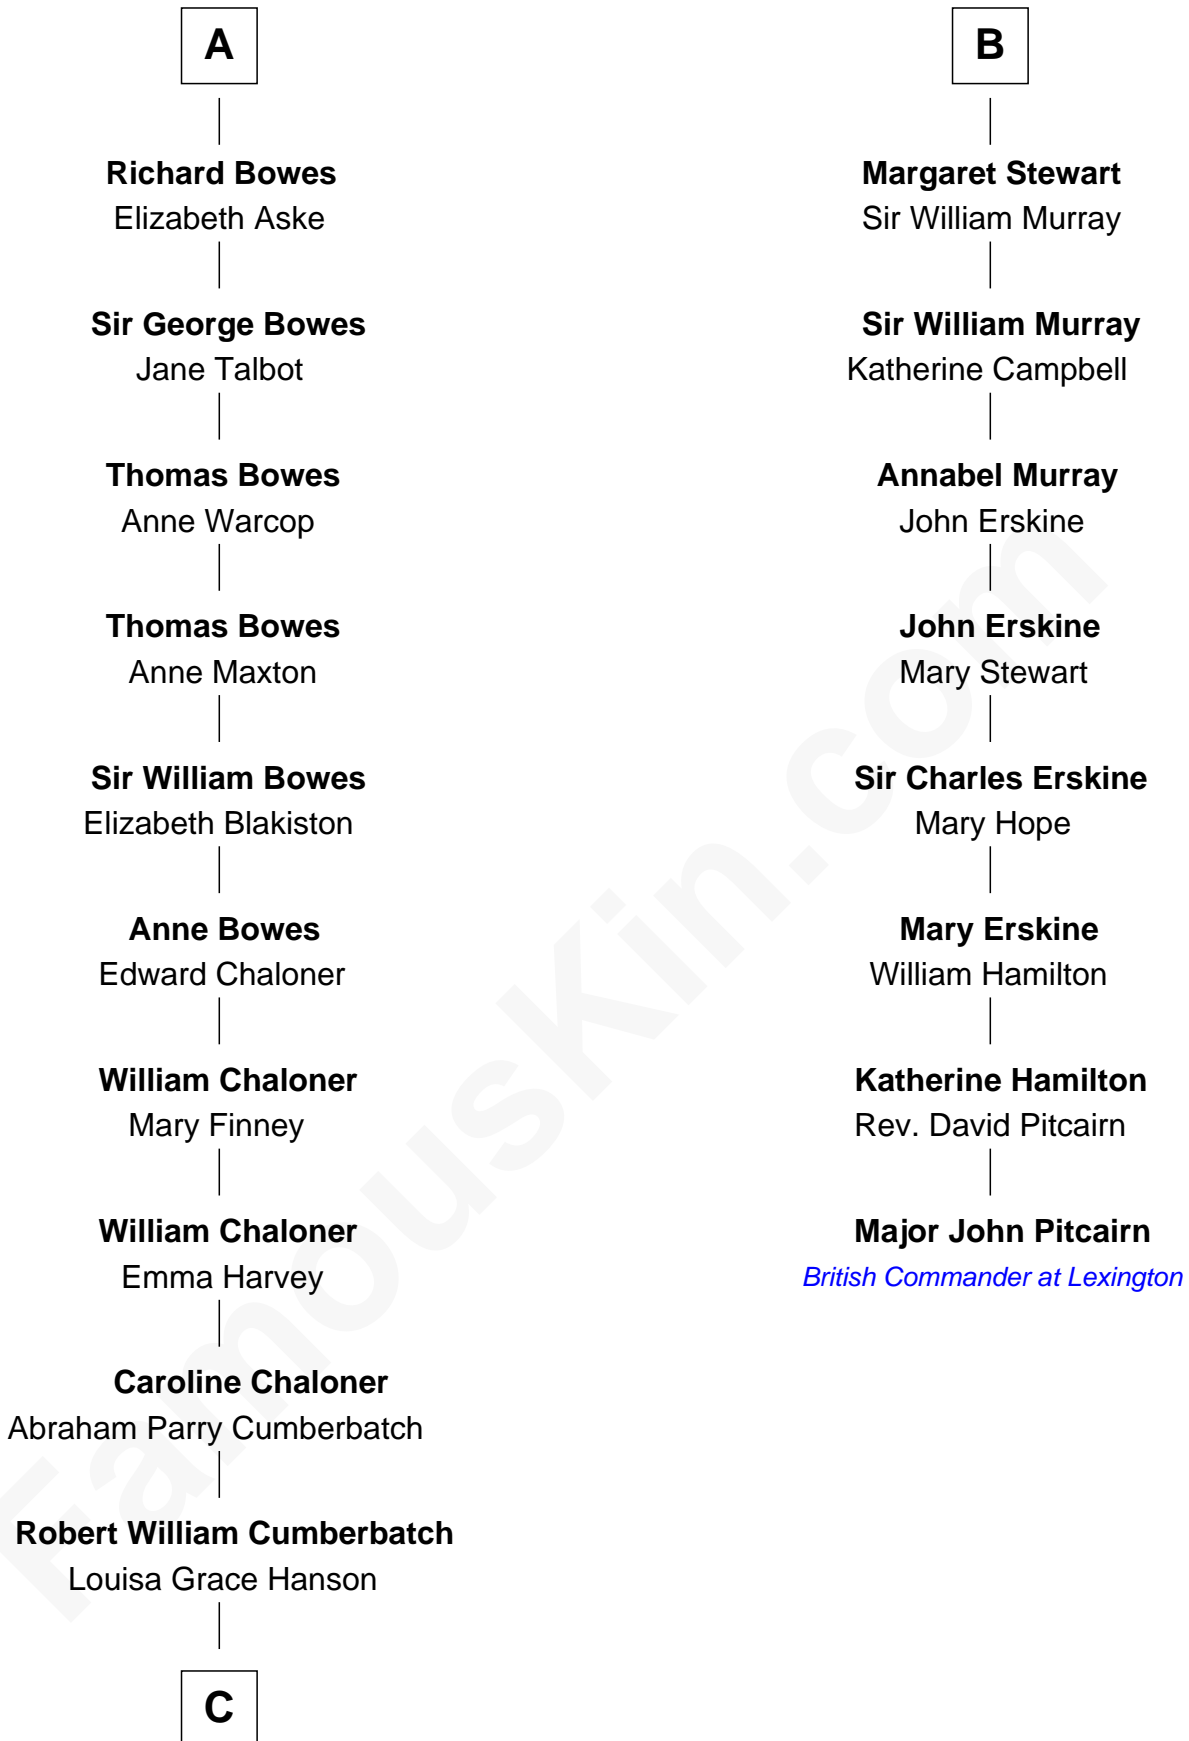 A
Richard Bowes
Elizabeth Aske
Sir George Bowes
Jane Talbot
Thomas Bowes
Anne Warcop
Thomas Bowes
Anne Maxton
Sir William Bowes
Elizabeth Blakiston
Anne Bowes
Edward Chaloner
William Chaloner
Mary Finney
William Chaloner
Emma Harvey
Caroline Chaloner
Abraham Parry Cumberbatch
Robert William Cumberbatch
Louisa Grace Hanson
C
B
Margaret Stewart
Sir William Murray
Sir William Murray
Katherine Campbell
Annabel Murray
John Erskine
John Erskine
Mary Stewart
Sir Charles Erskine
Mary Hope
Mary Erskine
William Hamilton
Katherine Hamilton
Rev. David Pitcairn
Major John Pitcairn
British Commander at Lexington
FamousKin.com